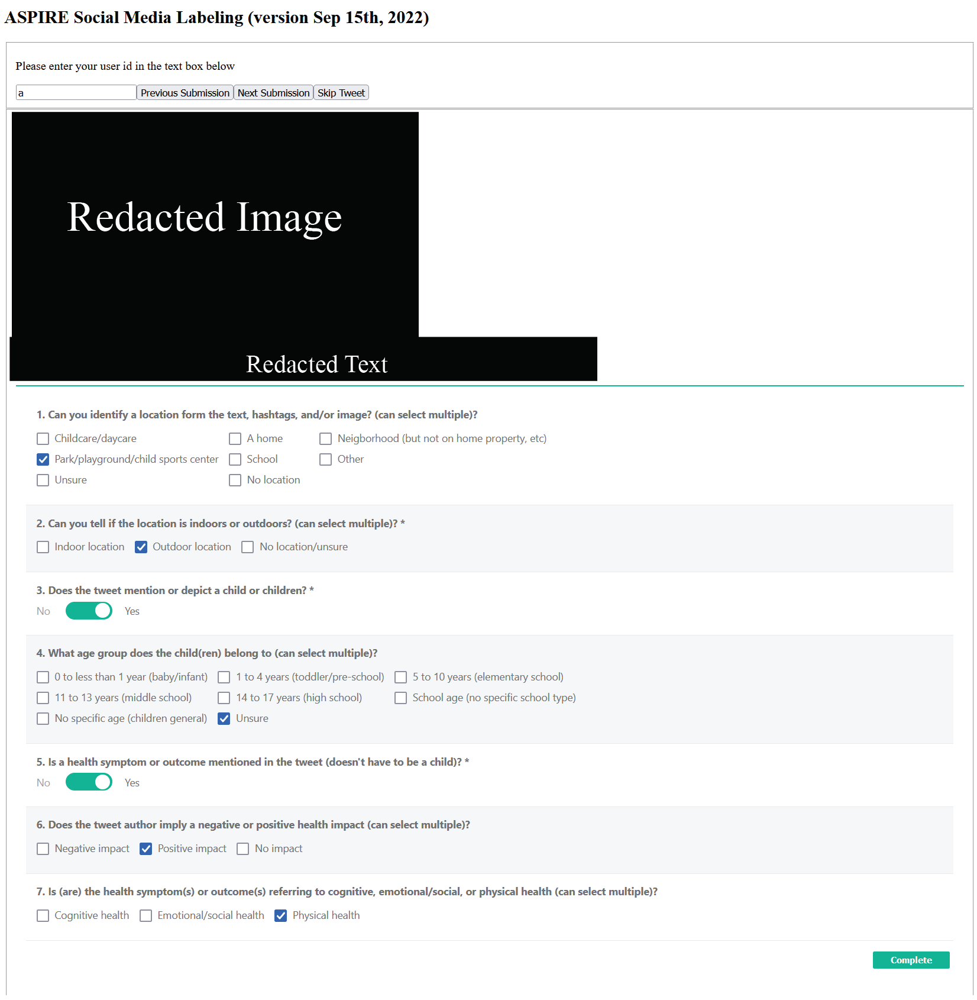 ASPIRE Social Media Labeling (version Sep 15th, 2022)
Please enter your user id in the text box below
a Previous Submission Next Submission Skip Tweet
Redacted Image
Redacted Text
1. Can you identify a location form the text, hashtags, and/or image? (can select multiple)?
Childcare/daycare A home Neigborhood (but not on home property, etc)
Park/playground/child sports center School Other
Unsure No location
2. Can you tell if the location is indoors or outdoors? (can select multiple)? *
Indoor location Outdoor location No location/unsure
3. Does the tweet mention or depict a child or children? *
No Yes
4. What age group does the child(ren) belong to (can select multiple)?
0 to less than 1 year (baby/infant) 1 to 4 years (toddler/pre-school) 5 to 10 years (elementary school)
11 to 13 years (middle school) 14 to 17 years (high school) School age (no specific school type)
No specific age (children general) Unsure
5. Is a health symptom or outcome mentioned in the tweet (doesn't have to be a child)? *
No Yes
6. Does the tweet author imply a negative or positive health impact (can select multiple)?
Negative impact Positive impact No impact
7. Is (are) the health symptom(s) or outcome(s) referring to cognitive, emotional/social, or physical health (can select multiple)?
Cognitive health Emotional/social health Physical health
Complete